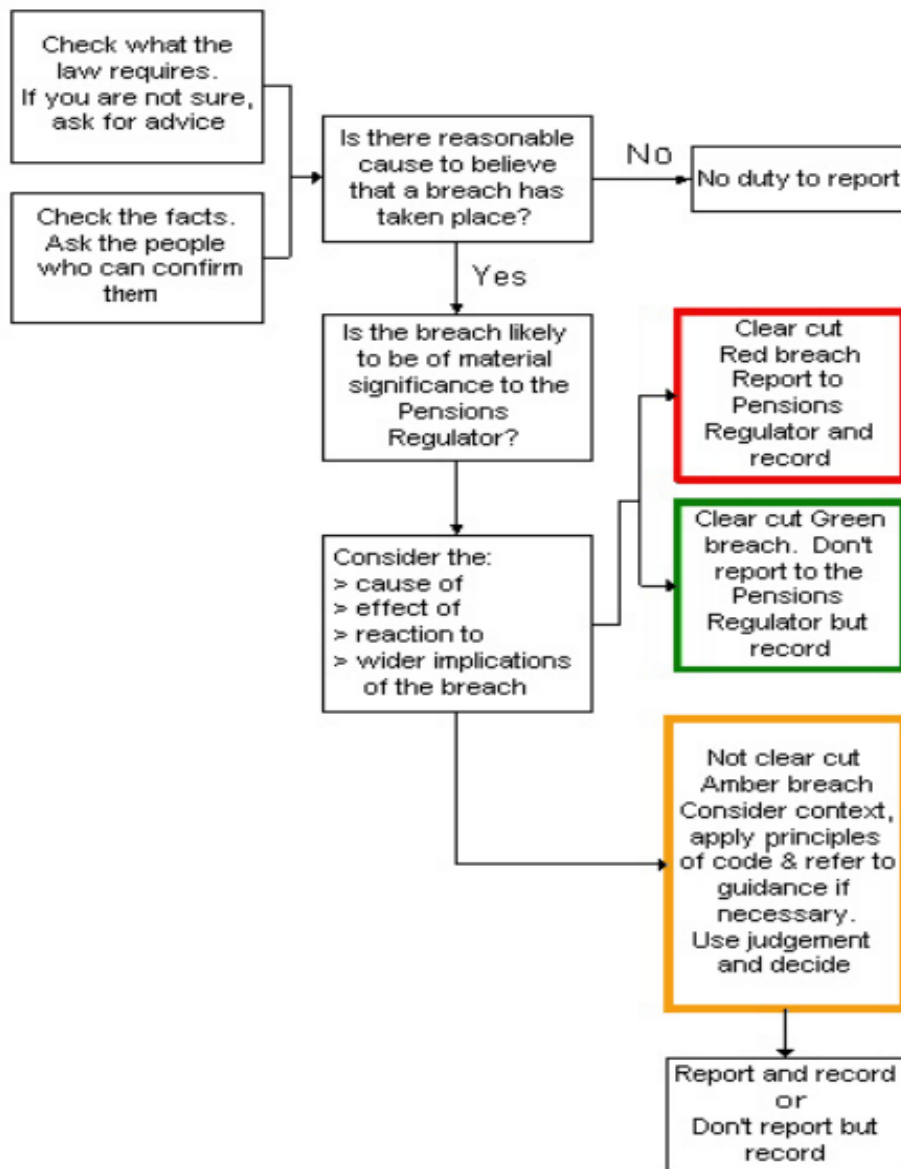 Check what the
law requires.
If you are not sure,
ask for advice
Check the facts.
Ask the people
who can confirm
them
Is there reasonable
cause to believe
that a breach has
taken place?
No
No duty to report
Yes
Is the breach likely
to be of material
significance to the
Pensions
Regulator?
Clear cut
Red breach
Report to
Pensions
Regulator and
record
Clear cut Green
breach. Don't
report to the
Pensions
Regulator but
record
Consider the:
> cause of
> effect of
> reaction to
> wider implications
of the breach
Not clear cut
Amber breach
Consider context,
apply principles
of code & refer to
guidance if
necessary.
Use judgement
and decide
Report and record
or
Don't report but
record